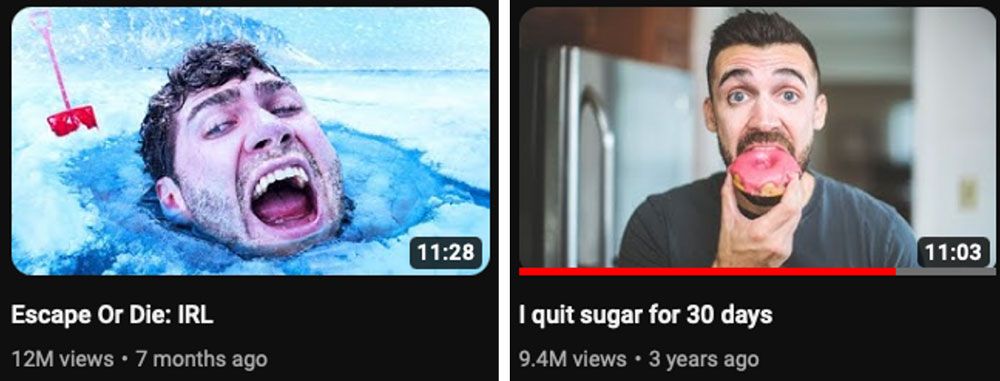 11:28
Escape Or Die: IRL
12M views • 7 months ago
11:03
I quit sugar for 30 days
9.4M views • 3 years ago